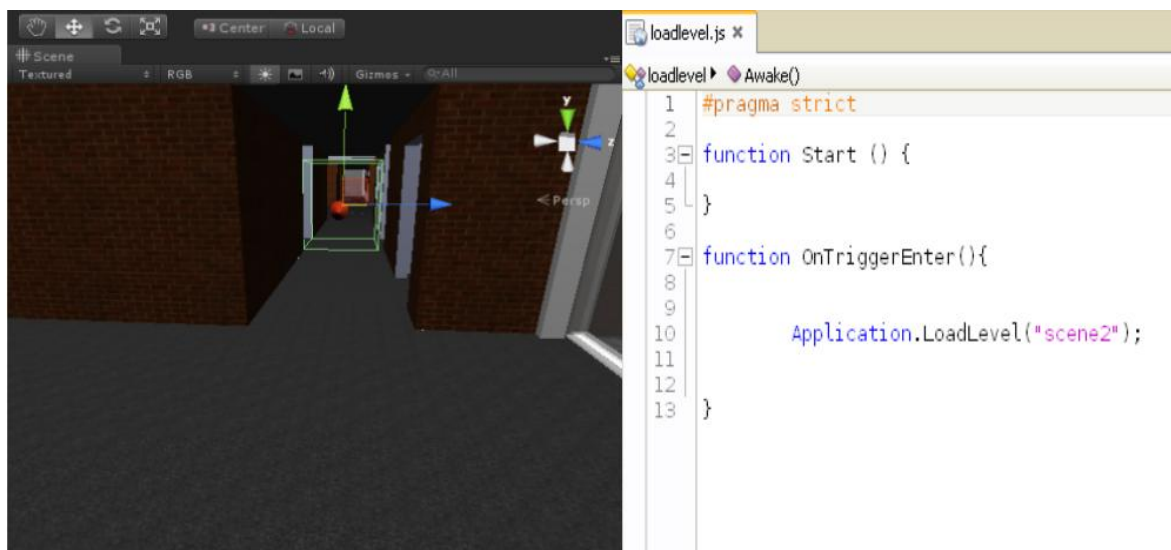 Center Local
Scene
Textured RGB Gizmos All
y
z
Persp
loadlevel.js
loadlevel Awake()
1 #pragma strict
2
3 function Start () {
4
5 }
6
7 function OnTriggerEnter(){
8
9
10 Application.LoadLevel("scene2");
11
12
13 }